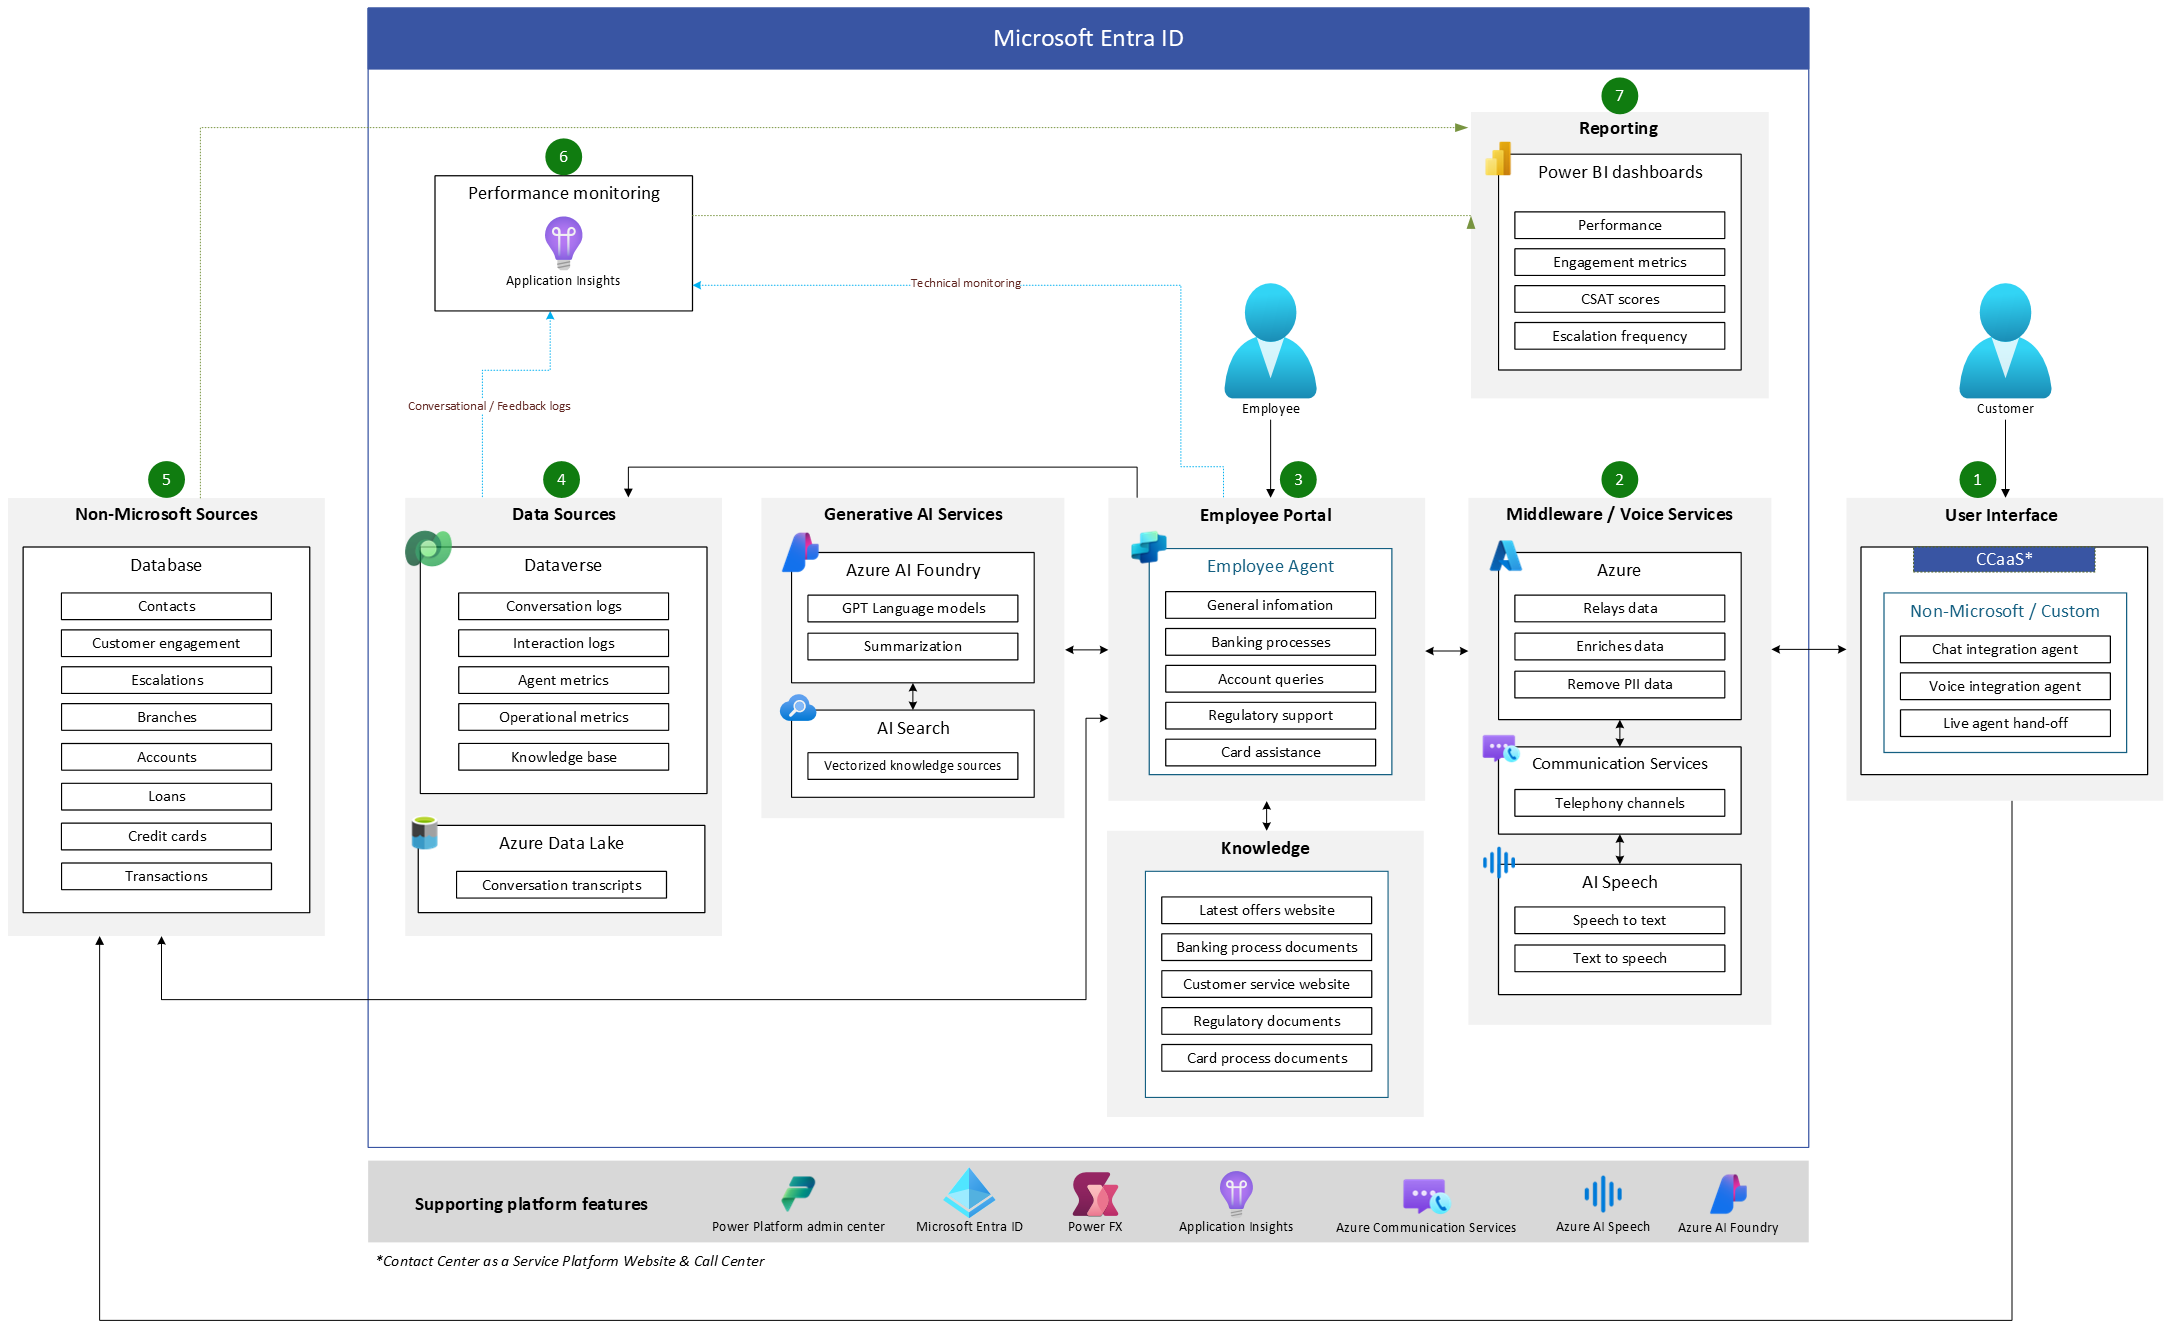 Microsoft Entra ID
7
Reporting
Power BI dashboards
Performance
Engagement metrics
CSAT scores
Escalation frequency
6
Performance monitoring
Application Insights
Technical monitoring
Conversational / Feedback logs
Employee
Customer
5
Non-Microsoft Sources
Database
Contacts
Customer engagement
Escalations
Branches
Accounts
Loans
Credit cards
Transactions
4
Data Sources
Dataverse
Conversation logs
Interaction logs
Agent metrics
Operational metrics
Knowledge base
Azure Data Lake
Conversation transcripts
Generative AI Services
Azure AI Foundry
GPT Language models
Summarization
AI Search
Vectorized knowledge sources
3
Employee Portal
Employee Agent
General infomation
Banking processes
Account queries
Regulatory support
Card assistance
Knowledge
Latest offers website
Banking process documents
Customer service website
Regulatory documents
Card process documents
2
Middleware / Voice Services
Azure
Relays data
Enriches data
Remove PII data
Communication Services
Telephony channels
AI Speech
Speech to text
Text to speech
1
User Interface
CCaaS*
Non-Microsoft / Custom
Chat integration agent
Voice integration agent
Live agent hand-off
Supporting platform features
Power Platform admin center
Microsoft Entra ID
Power FX
Application Insights
Azure Communication Services
Azure AI Speech
Azure AI Foundry
*Contact Center as a Service Platform Website & Call Center